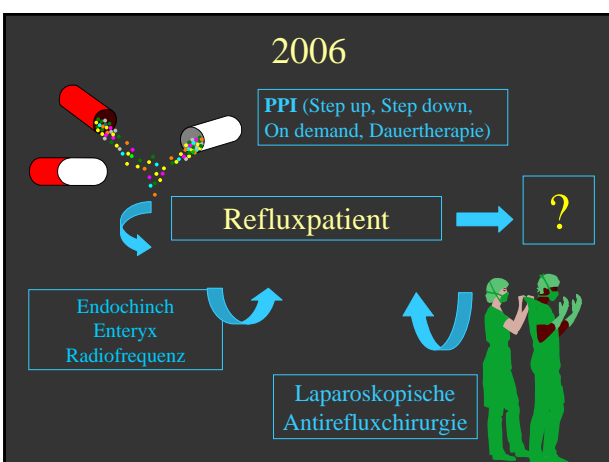 2006
PPI (Step up, Step down,
On demand, Dauertherapie)
Refluxpatient
?
Endochinch
Enteryx
Radiofrequenz
Laparoskopische
Antirefluxchirurgie